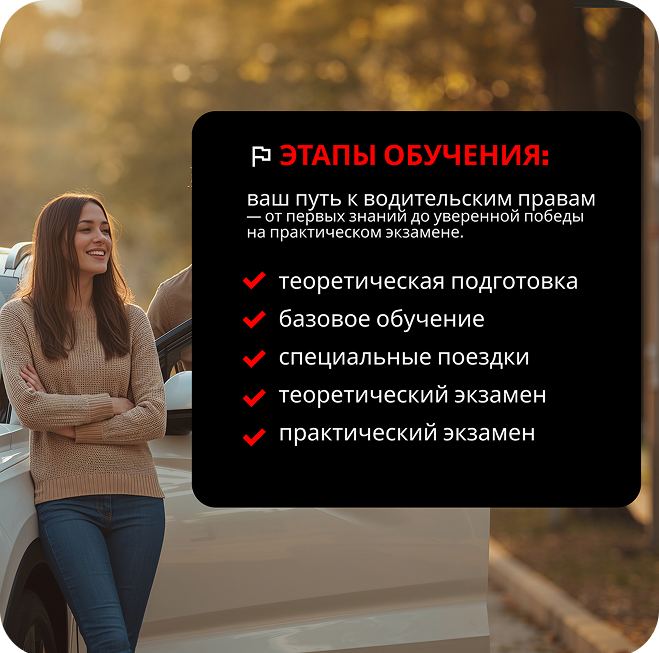 ЭТАПЫ ОБУЧЕНИЯ:
ваш путь к водительским правам
— от первых знаний до уверенной победы
на практическом экзамене.
теоретическая подготовка
базовое обучение
специальные поездки
теоретический экзамен
практический экзамен